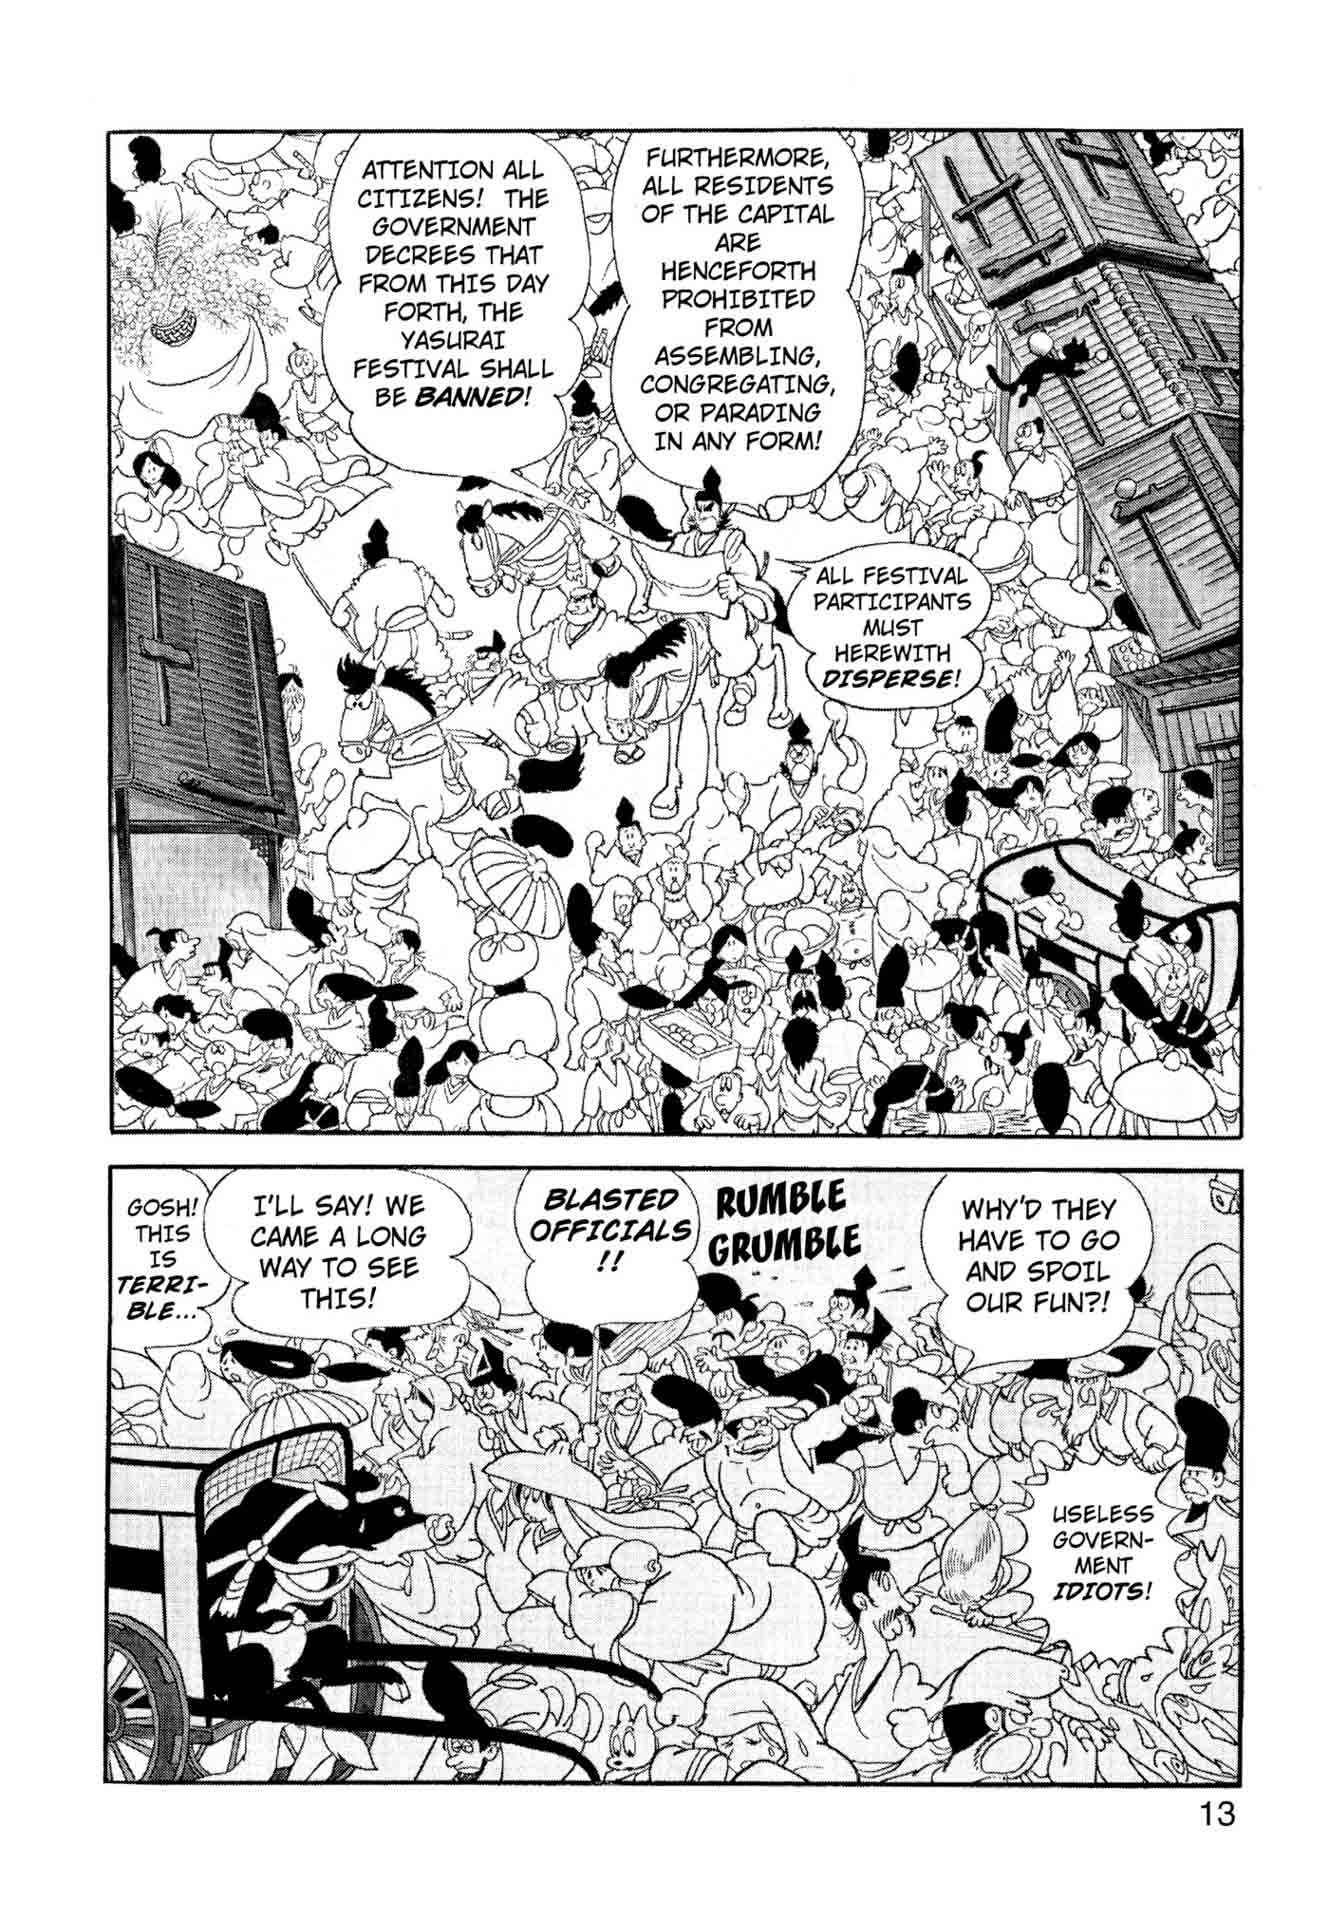 ATTENTION ALL
CITIZENS! THE
GOVERNMENT
DECREES THAT
FROM THIS DAY
FORTH, THE
YASURAI
FESTIVAL SHALL
BE BANNED!
FURTHERMORE,
ALL RESIDENTS
OF THE CAPITAL
ARE
HENCEFORTH
PROHIBITED
FROM
ASSEMBLING,
CONGREGATING,
OR PARADING
IN ANY FORM!
ALL FESTIVAL
PARTICIPANTS
MUST
HEREWITH
DISPERSE!
GOSH!
THIS
IS
TERRI-
BLE...
I'LL SAY! WE
CAME A LONG
WAY TO SEE
THIS!
BLASTED
OFFICIALS
!!
RUMBLE
GRUMBLE
WHY'D THEY
HAVE TO GO
AND SPOIL
OUR FUN?!
USELESS
GOVERN-
MENT
IDIOTS!
13